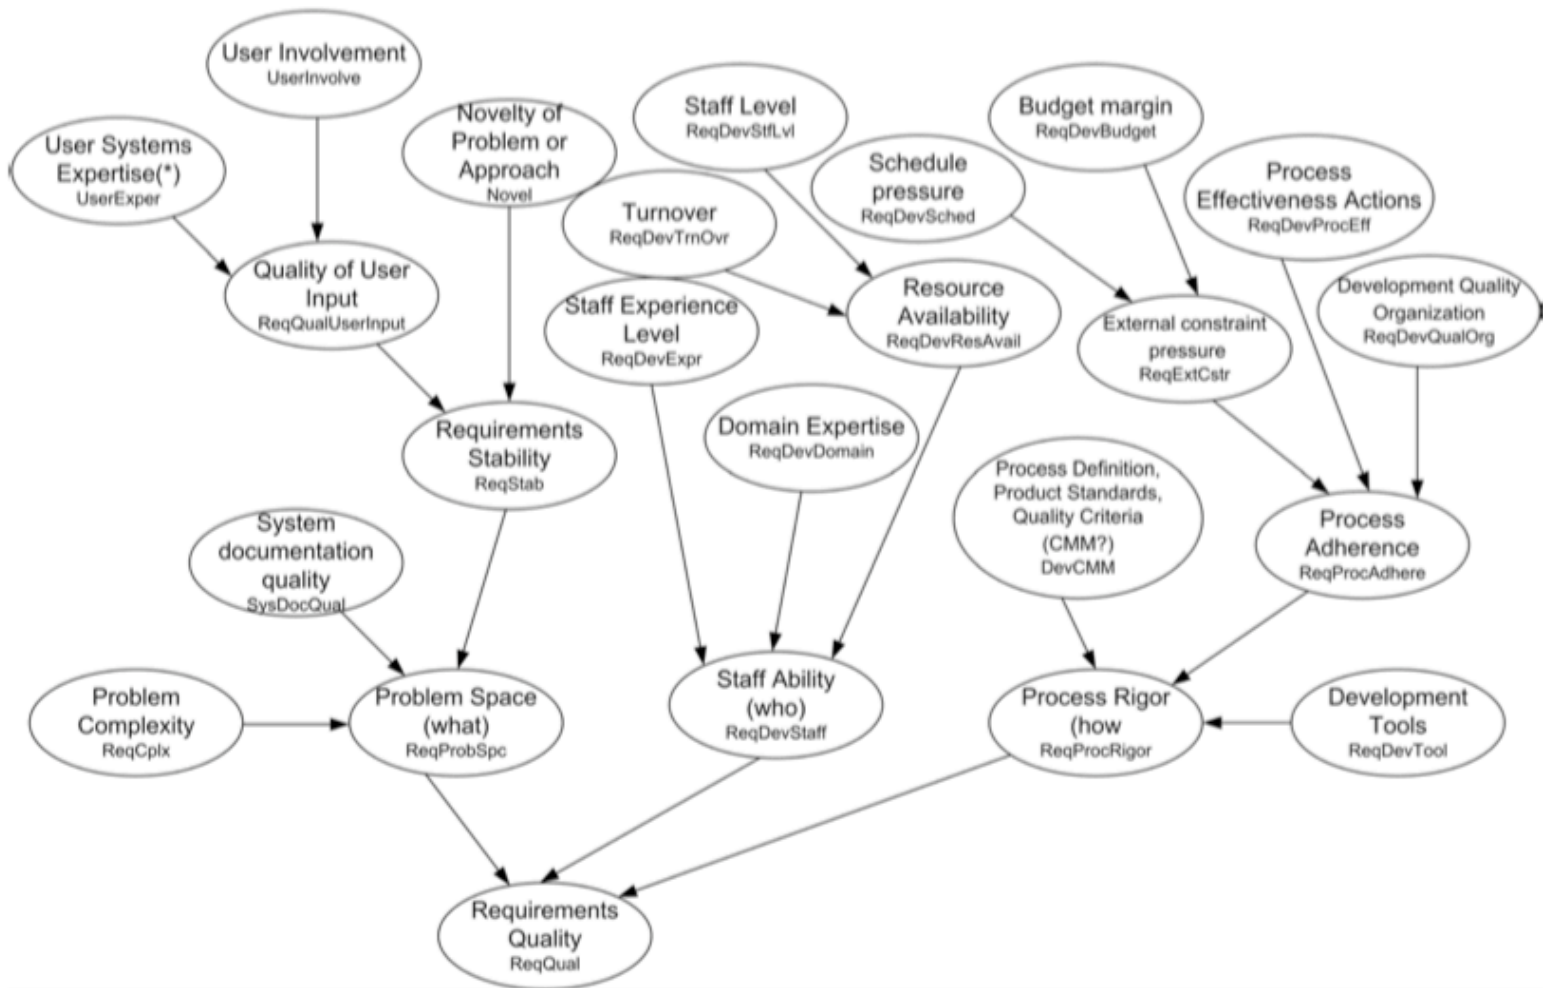 User Involvement
UserInvolve
User Systems
Expertise(*)
UserExper
Novelty of
Problem or
Approach
Novel
Staff Level
ReqDevStfLvl
Budget margin
ReqDevBudget
Schedule
pressure
ReqDevSched
Process
Effectiveness Actions
ReqDevProcEff
Turnover
ReqDevTrnOvr
Quality of User
Input
ReqQualUserInput
Staff Experience
Level
ReqDevExpr
Resource
Availability
ReqDevResAvail
External constraint
pressure
ReqExtCstr
Development Quality
Organization
ReqDevQualOrg
Requirements
Stability
ReqStab
Domain Expertise
ReqDevDomain
Process Definition,
Product Standards,
Quality Criteria
(CMM?)
DevCMM
Process
Adherence
ReqProcAdhere
System
documentation
quality
SysDocQual
Problem
Complexity
ReqCplx
Problem Space
(what)
ReqProbSpc
Staff Ability
(who)
ReqDevStaff
Process Rigor
(how
ReqProcRigor
Development
Tools
ReqDevTool
Requirements
Quality
ReqQual